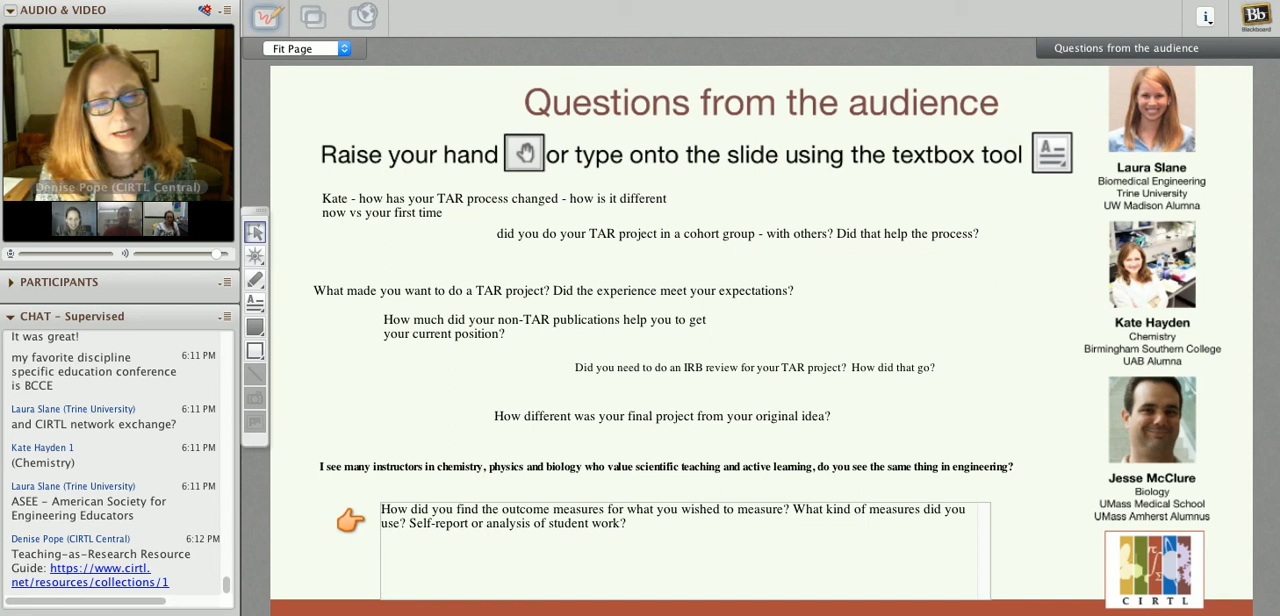 AUDIO & VIDEO
Denise Pope (CIRTL Central)
PARTICIPANTS
CHAT – Supervised
It was great!
my favorite discipline 6:11 PM
specific education conference
is BCCE
Laura Slane (Trine University) 6:11 PM
and CIRTL network exchange?
Kate Hayden 1 6:11 PM
(Chemistry)
Laura Slane (Trine University) 6:11 PM
ASEE – American Society for
Engineering Educators
Denise Pope (CIRTL Central) 6:12 PM
Teaching-as-Research Resource
Guide: https://www.cirtl.
net/resources/collections/1
Fit Page
Questions from the audience
i
Bb
Blackboard
Questions from the audience
Raise your hand or type onto the slide using the textbox tool
Kate - how has your TAR process changed - how is it different
now vs your first time
did you do your TAR project in a cohort group - with others? Did that help the process?
What made you want to do a TAR project? Did the experience meet your expectations?
How much did your non-TAR publications help you to get
your current position?
Did you need to do an IRB review for your TAR project? How did that go?
How different was your final project from your original idea?
I see many instructors in chemistry, physics and biology who value scientific teaching and active learning, do you see the same thing in engineering?
How did you find the outcome measures for what you wished to measure? What kind of measures did you
use? Self-report or analysis of student work?
Laura Slane
Biomedical Engineering
Trine University
UW Madison Alumna
Kate Hayden
Chemistry
Birmingham Southern College
UAB Alumna
Jesse McClure
Biology
UMass Medical School
UMass Amherst Alumnus
CIRTL